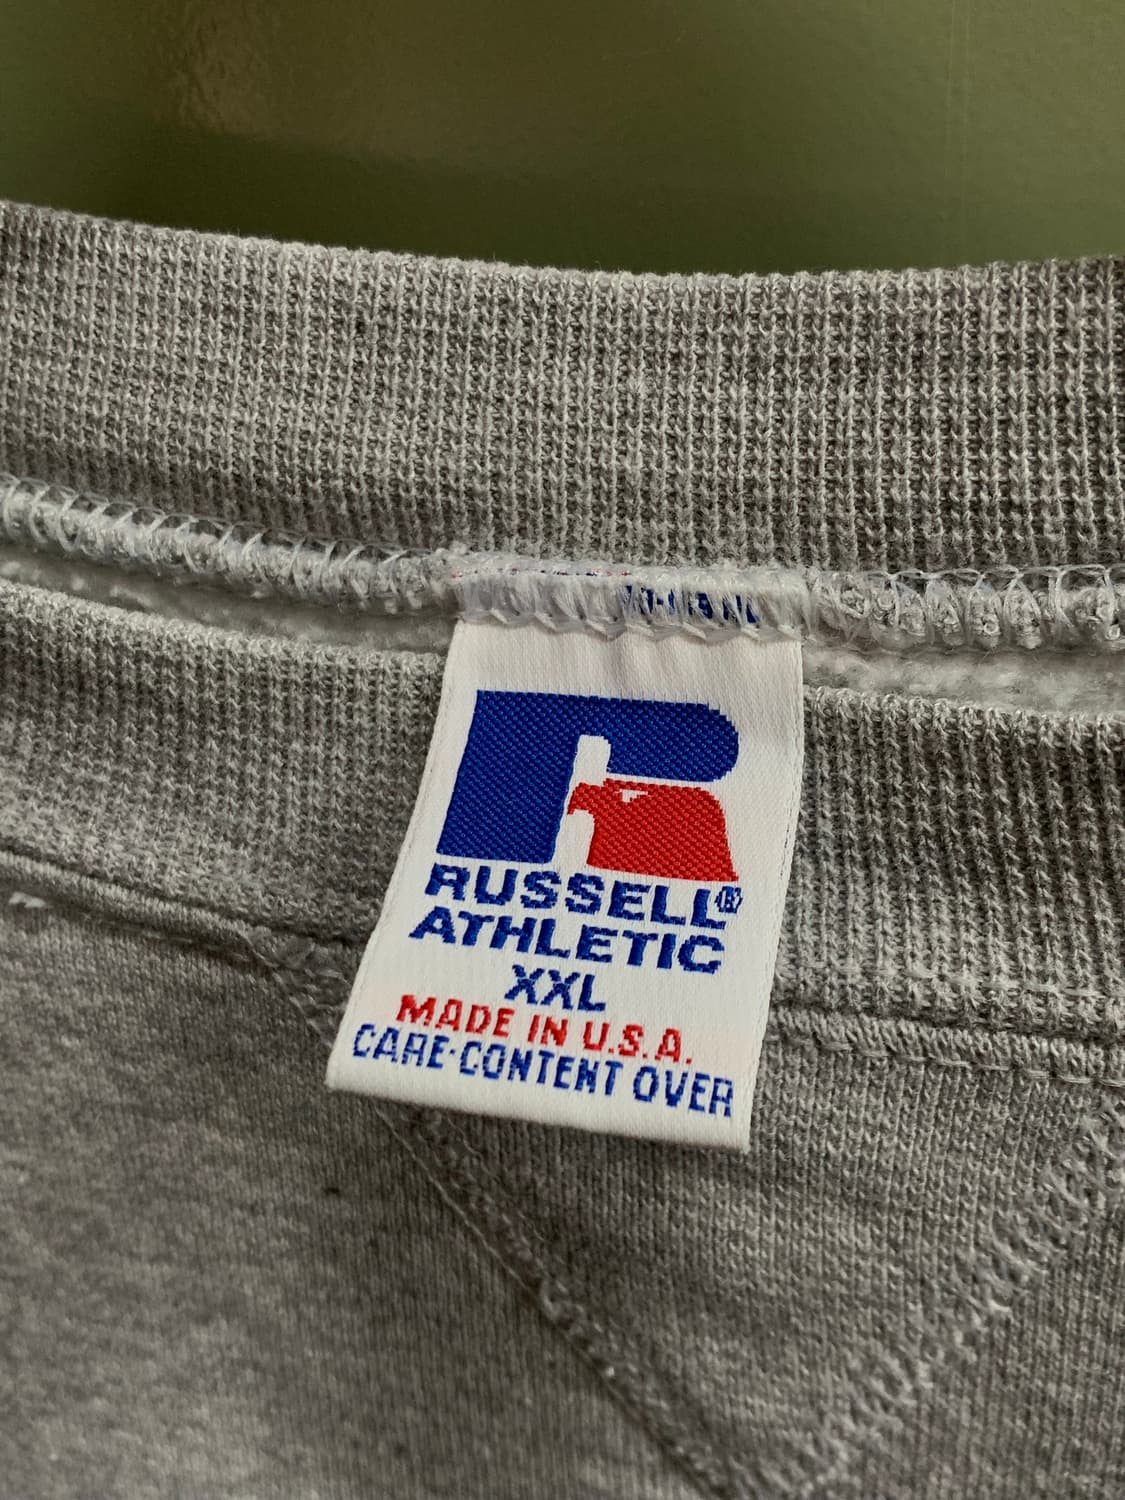 RUSSELL®
ATHLETIC
XXL
MADE IN U.S.A.
CARE-CONTENT OVER